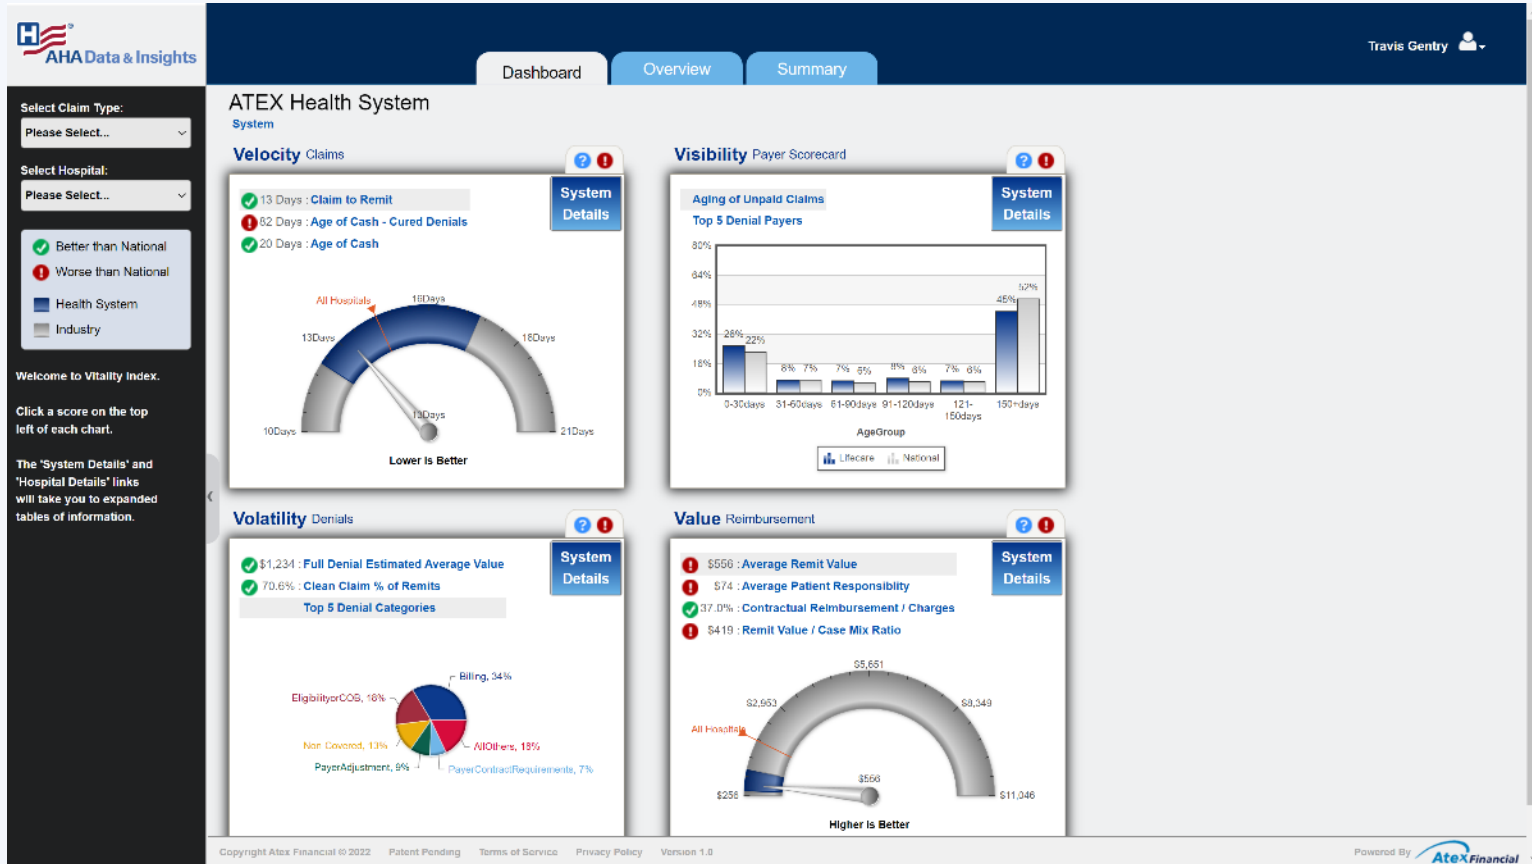 H
AHA Data & Insights
Dashboard
Overview
Summary
Travis Gentry
Select Claim Type:
Please Select...
Select Hospital:
Please Select...
Better than National
Worse than National
Health System
Industry
Welcome to Vitality Index.
Click a score on the top
left of each chart.
The 'System Details' and
'Hospital Details' links
will take you to expanded
tables of information.
ATEX Health System
System
Velocity Claims
? !
System
Details
13 Days : Claim to Remit
82 Days : Age of Cash - Cured Denials
20 Days : Age of Cash
All Hospitals
16Days
13Days
18Days
13Days
10Days
21Days
Lower Is Better
Visibility Payer Scorecard
? !
System
Details
Aging of Unpaid Claims
Top 5 Denial Payers
80%
64%
48%
32%
16%
0%
26%
22%
8% 7%
7%
6%
6%
7% 6%
45%
52%
0-30days 31-60days 61-90days 91-120days 121-
150days
150+days
AgeGroup
Lifecare National
Volatility Denials
? !
System
Details
$1,234 : Full Denial Estimated Average Value
70.6% : Clean Claim % of Remits
Top 5 Denial Categories
Billing, 34%
EligibilityorCOB, 18%
Non Covered, 13%
AllOthers, 18%
PayerAdjustment, 9%
PayerContractRequirements, 7%
Value Reimbursement
? !
System
Details
$556 : Average Remit Value
$74 : Average Patient Responsiblity
37.0% : Contractual Reimbursement / Charges
$419 : Remit Value / Case Mix Ratio
$5,651
$2,953
$8,349
All Hospitals
$556
$256
$11,046
Higher Is Better
Copyright Atex Financial © 2022 Patent Pending Terms of Service Privacy Policy Version 1.0
Powered By AtexFinancial